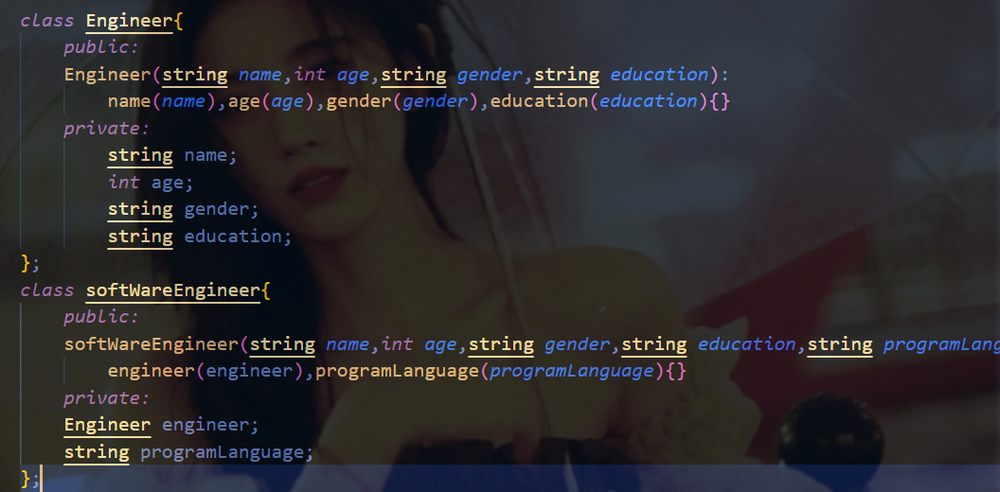 class Engineer{
public:
Engineer(string name,int age,string gender,string education):
name(name),age(age),gender(gender),education(education){}
private:
string name;
int age;
string gender;
string education;
};
class softWareEngineer{
public:
softWareEngineer(string name,int age,string gender,string education,string programLang
engineer(engineer),programLanguage(programLanguage){}
private:
Engineer engineer;
string programLanguage;
};